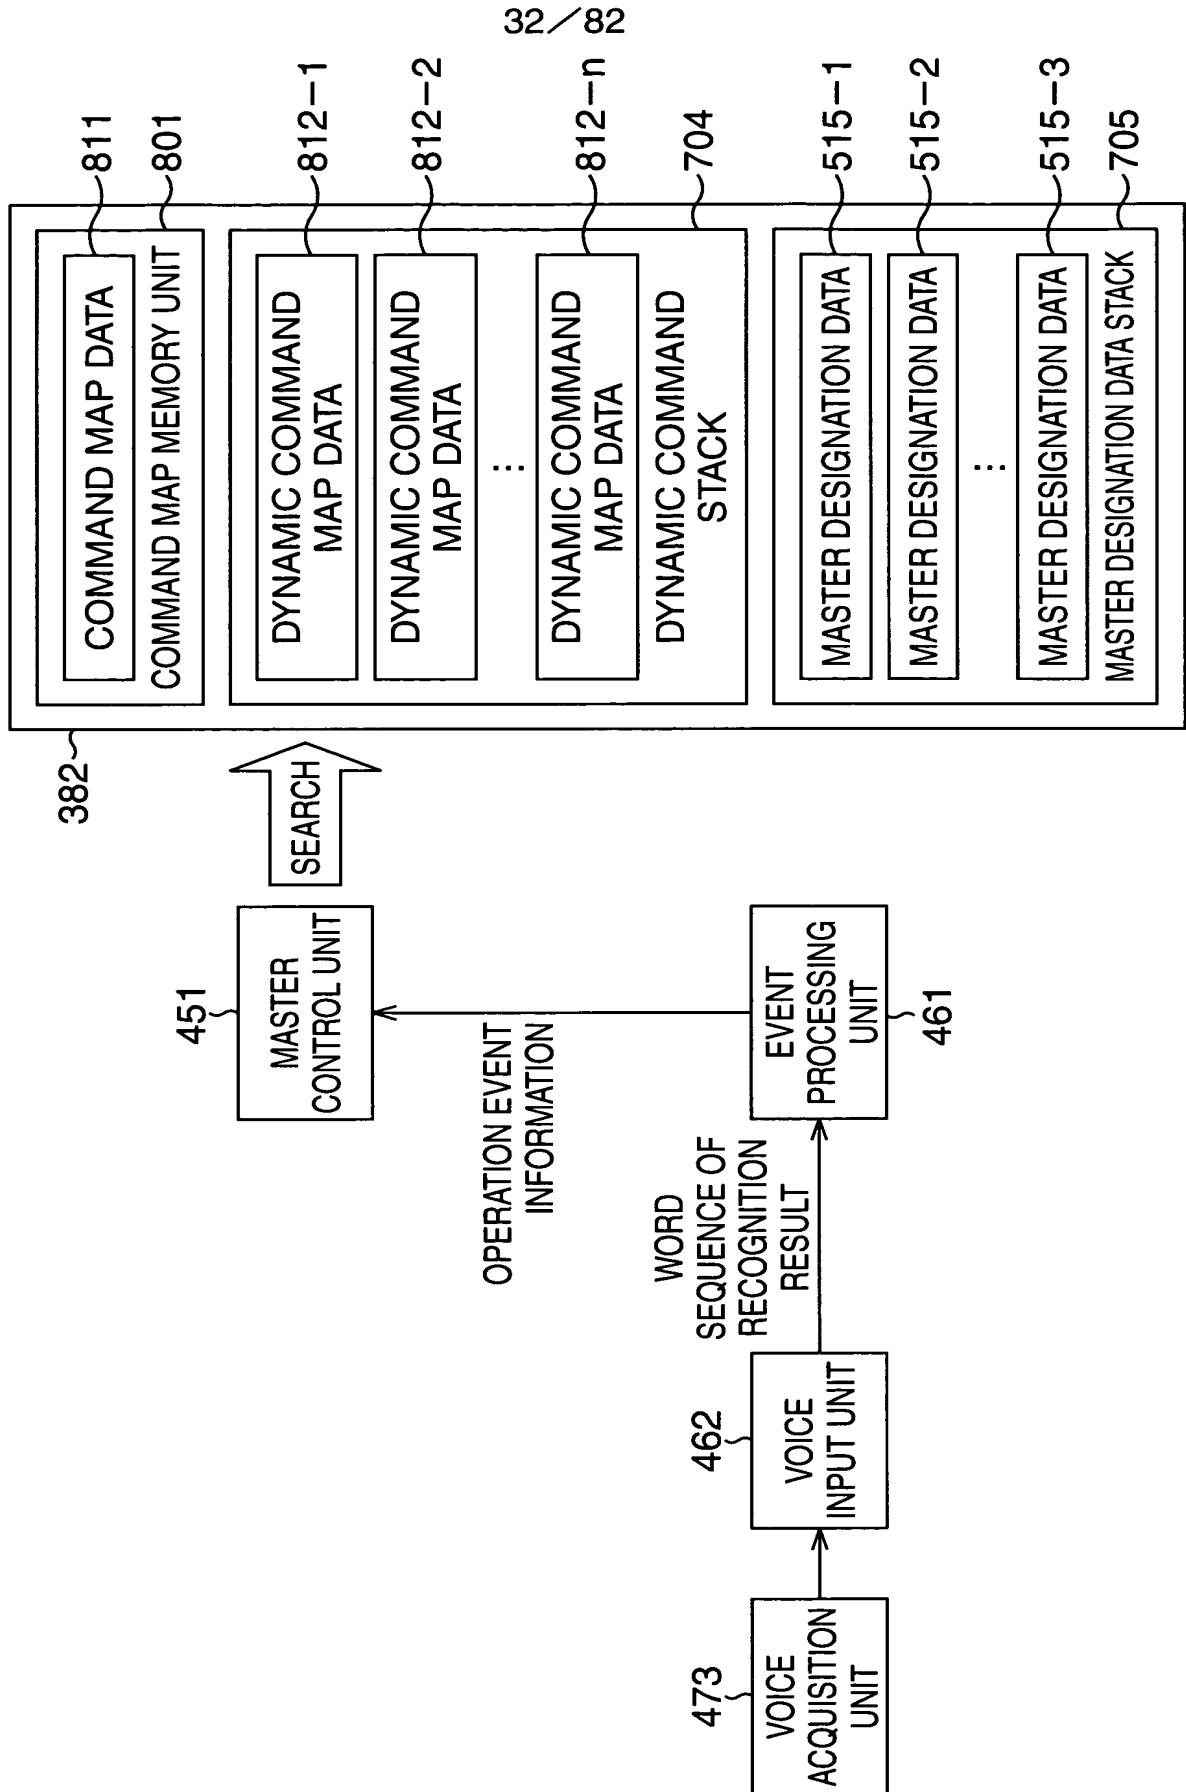 32/82
473
VOICE
ACQUISITION
UNIT
462
VOICE
INPUT UNIT
WORD
SEQUENCE OF
RECOGNITION
RESULT
EVENT
PROCESSING
UNIT
461
OPERATION EVENT
INFORMATION
451
MASTER
CONTROL UNIT
SEARCH
382
COMMAND MAP DATA
811
COMMAND MAP MEMORY UNIT
801
DYNAMIC COMMAND
MAP DATA
812-1
DYNAMIC COMMAND
MAP DATA
812-2
⋮
DYNAMIC COMMAND
MAP DATA
812-n
DYNAMIC COMMAND
STACK
704
MASTER DESIGNATION DATA
515-1
MASTER DESIGNATION DATA
515-2
⋮
MASTER DESIGNATION DATA
515-3
MASTER DESIGNATION DATA STACK
705